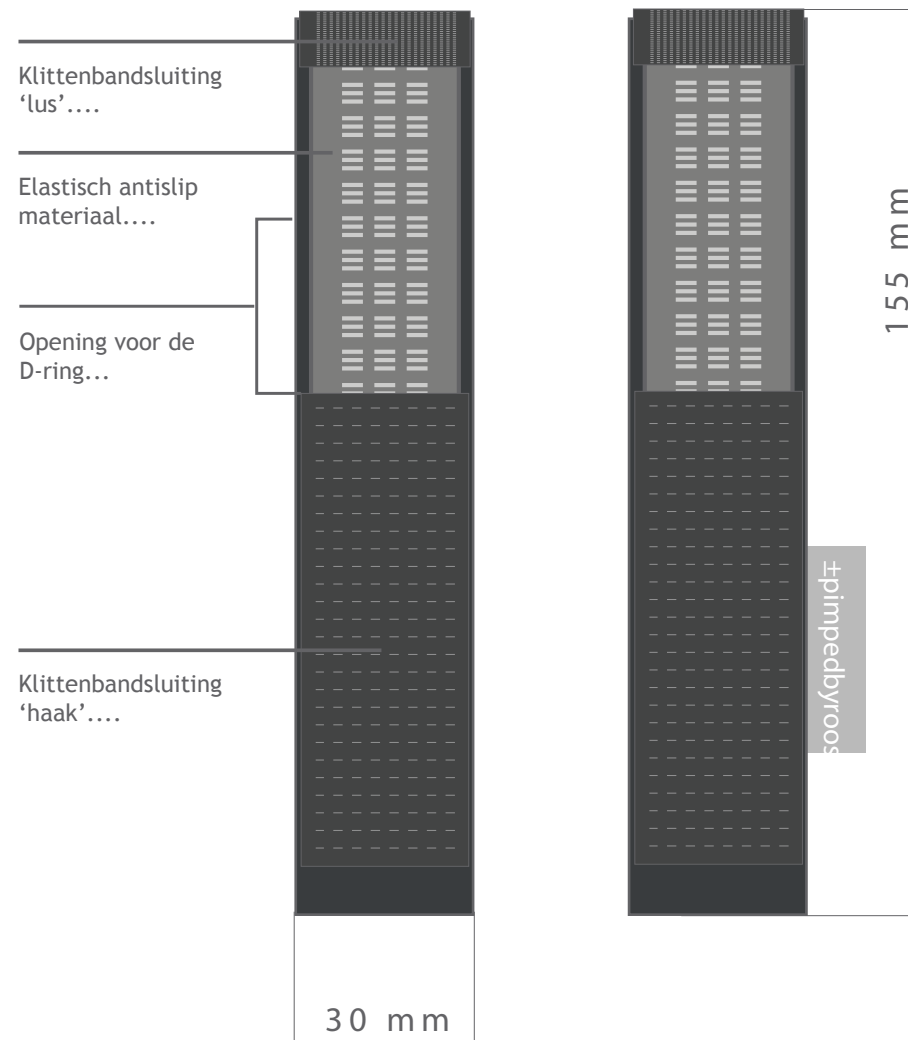 Klittenbandsluiting
‘lus’....
Elastisch antislip
materiaal....
Opening voor de
D-ring...
Klittenbandsluiting
‘haak’....
155 mm
±pimpedbyroos
30 mm